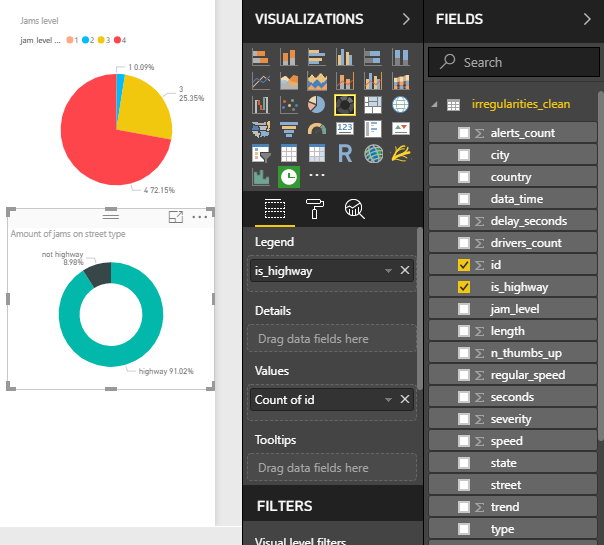 Jams level
jam_level ... 1 2 3 4
1 0.09%
3
25.35%
4 72.15%
Amount of jams on street type
not highway
8.98%
highway 91.02%
VISUALIZATIONS
123
R
Legend
is_highway
Details
Drag data fields here
Values
Count of id
Tooltips
Drag data fields here
FILTERS
Visual level filters
FIELDS
Search
irregularities_clean
alerts_count
city
country
data_time
delay_seconds
drivers_count
id
is_highway
jam_level
length
n_thumbs_up
regular_speed
seconds
severity
speed
state
street
trend
type